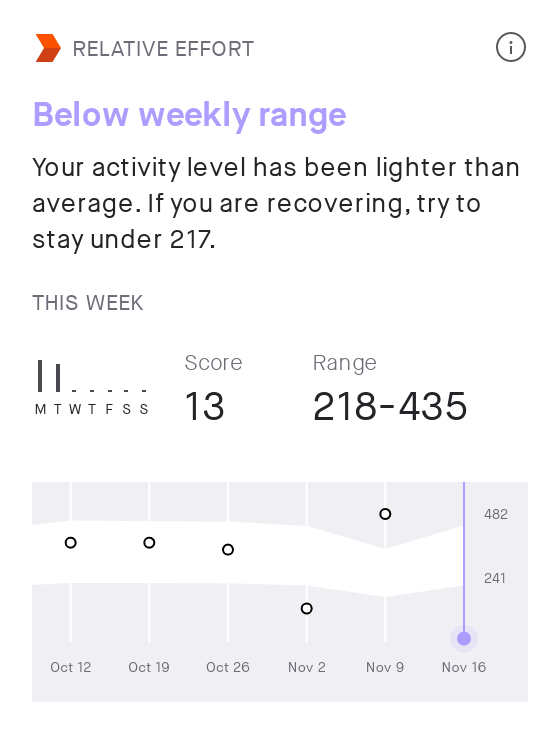 RELATIVE EFFORT
Below weekly range
Your activity level has been lighter than
average. If you are recovering, try to
stay under 217.
THIS WEEK
M T W T F S S
Score
13
Range
218-435
482
241
Oct 12 Oct 19 Oct 26 Nov 2 Nov 9 Nov 16